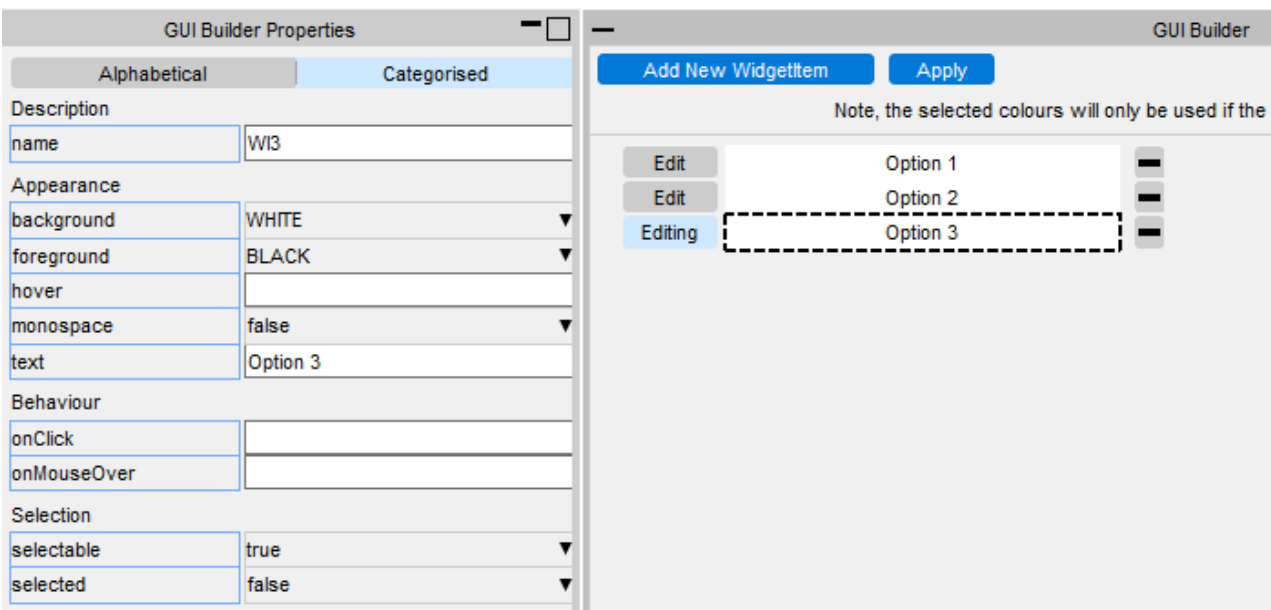 GUI Builder Properties
Alphabetical Categorised
Description
name WI3
Appearance
background WHITE
foreground BLACK
hover
monospace false
text Option 3
Behaviour
onClick
onMouseOver
Selection
selectable true
selected false
GUI Builder
Add New WidgetItem Apply
Note, the selected colours will only be used if the
Edit Option 1
Edit Option 2
Editing Option 3